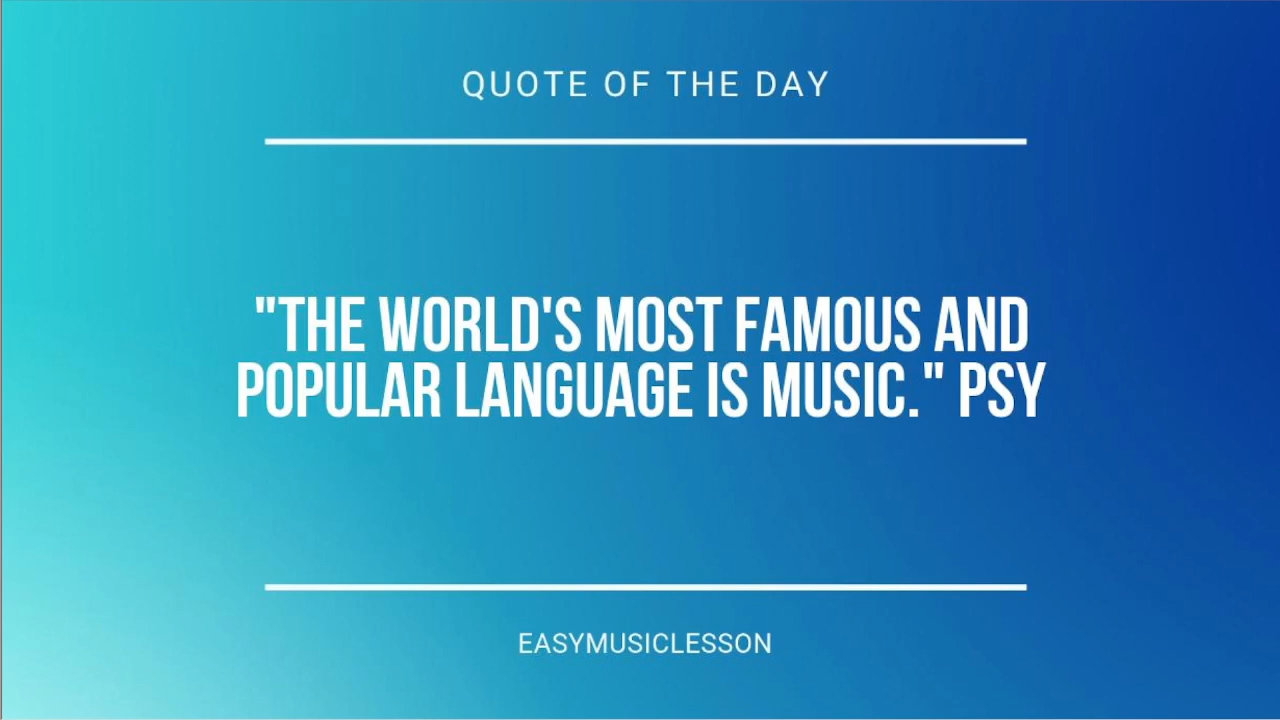 QUOTE OF THE DAY
"THE WORLD'S MOST FAMOUS AND
POPULAR LANGUAGE IS MUSIC." PSY
EASYMUSICLESSON